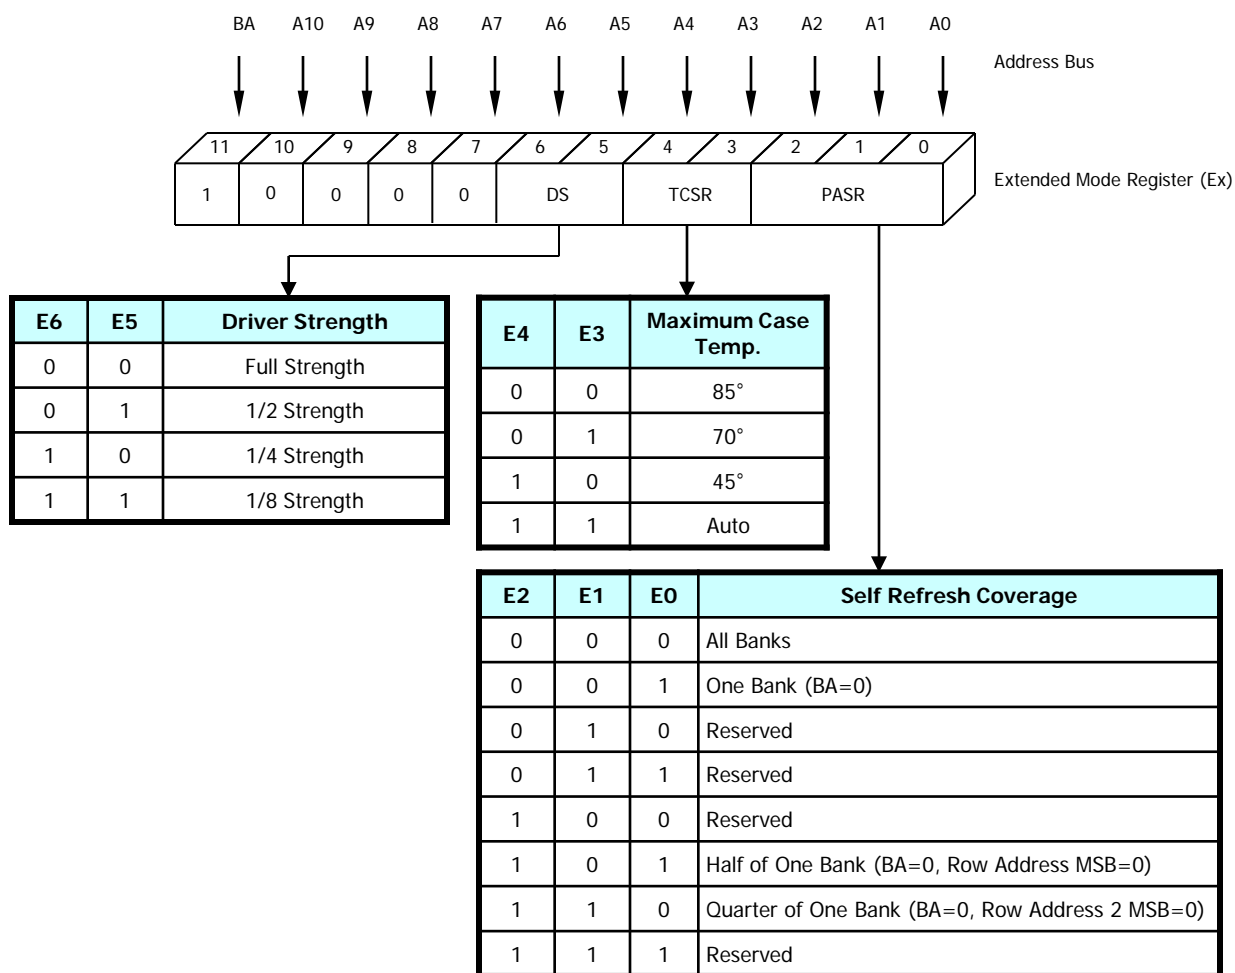 BA A10 A9 A8 A7 A6 A5 A4 A3 A2 A1 A0
Address Bus
11 10 9 8 7 6 5 4 3 2 1 0
1 0 0 0 0 DS TCSR PASR
Extended Mode Register (Ex)
E6 E5 Driver Strength
0 0 Full Strength
0 1 1/2 Strength
1 0 1/4 Strength
1 1 1/8 Strength
E4 E3 Maximum Case
Temp.
0 0 85°
0 1 70°
1 0 45°
1 1 Auto
E2 E1 E0 Self Refresh Coverage
0 0 0 All Banks
0 0 1 One Bank (BA=0)
0 1 0 Reserved
0 1 1 Reserved
1 0 0 Reserved
1 0 1 Half of One Bank (BA=0, Row Address MSB=0)
1 1 0 Quarter of One Bank (BA=0, Row Address 2 MSB=0)
1 1 1 Reserved